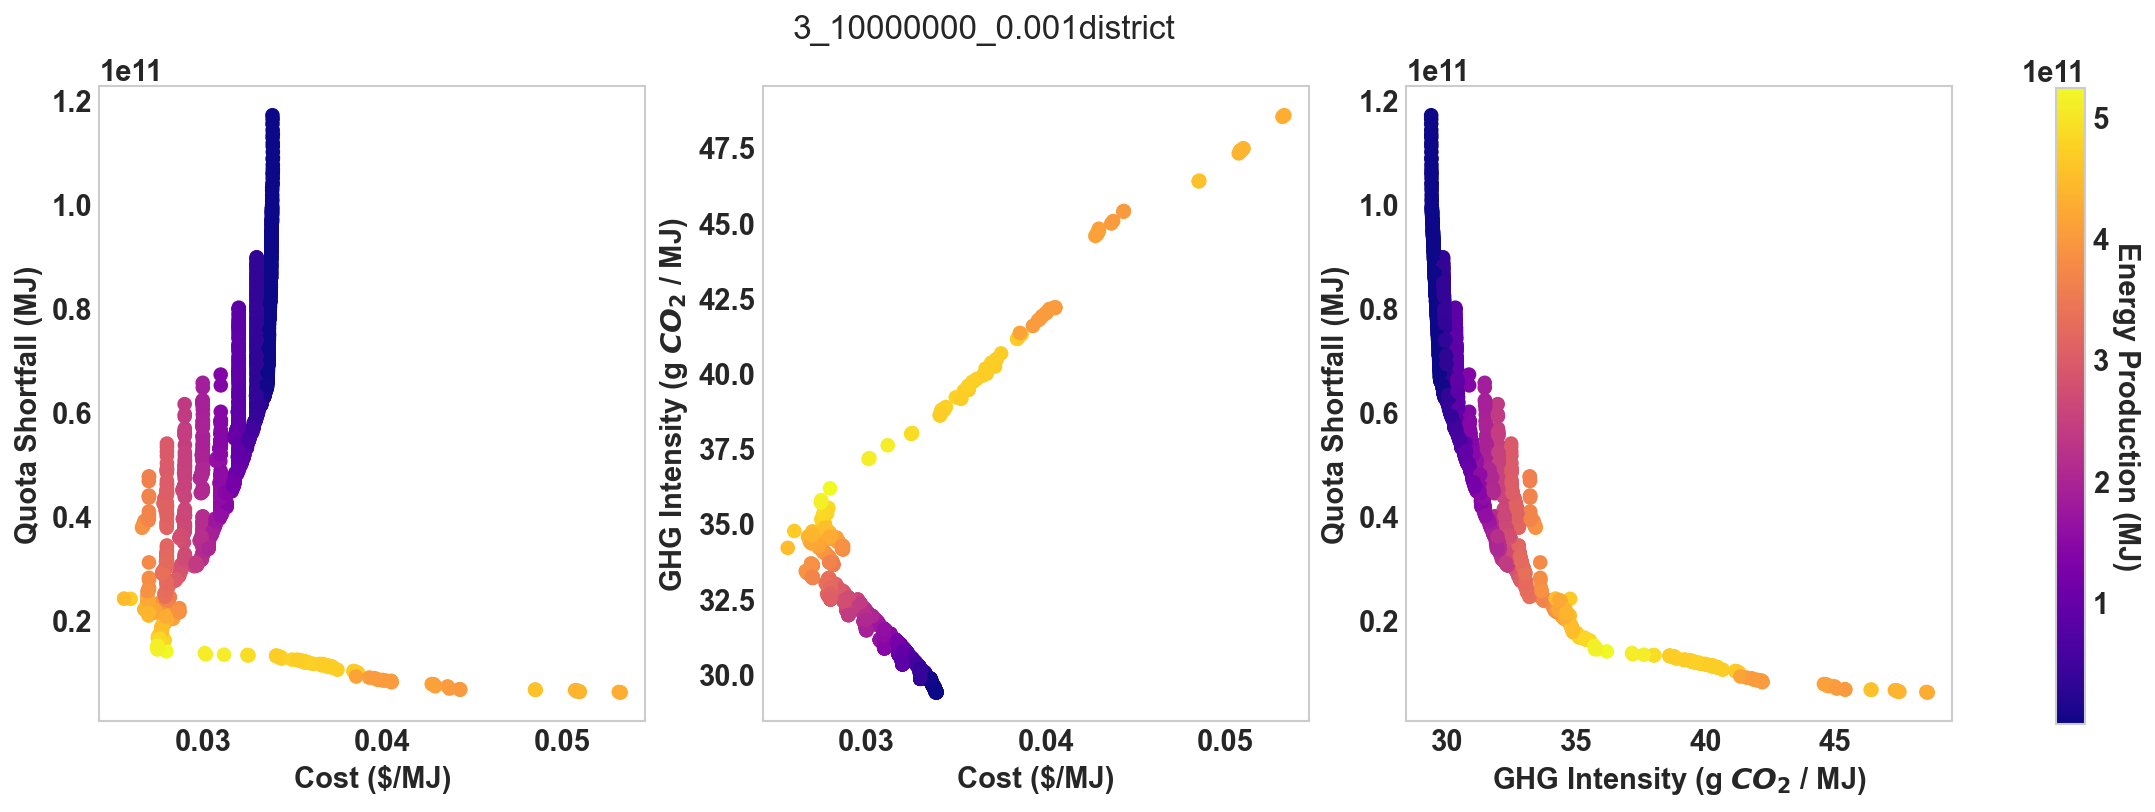 3_10000000_0.001district
1e11
1.2
1.0
0.8
0.6
0.4
0.2
Quota Shortfall (MJ)
0.03 0.04 0.05
Cost ($/MJ)
47.5
45.0
42.5
40.0
37.5
35.0
32.5
30.0
GHG Intensity (g CO₂ / MJ)
0.03 0.04 0.05
Cost ($/MJ)
1e11
1.2
1.0
0.8
0.6
0.4
0.2
Quota Shortfall (MJ)
30 35 40 45
GHG Intensity (g CO₂ / MJ)
1e11
5
4
3
2
1
Energy Production (MJ)